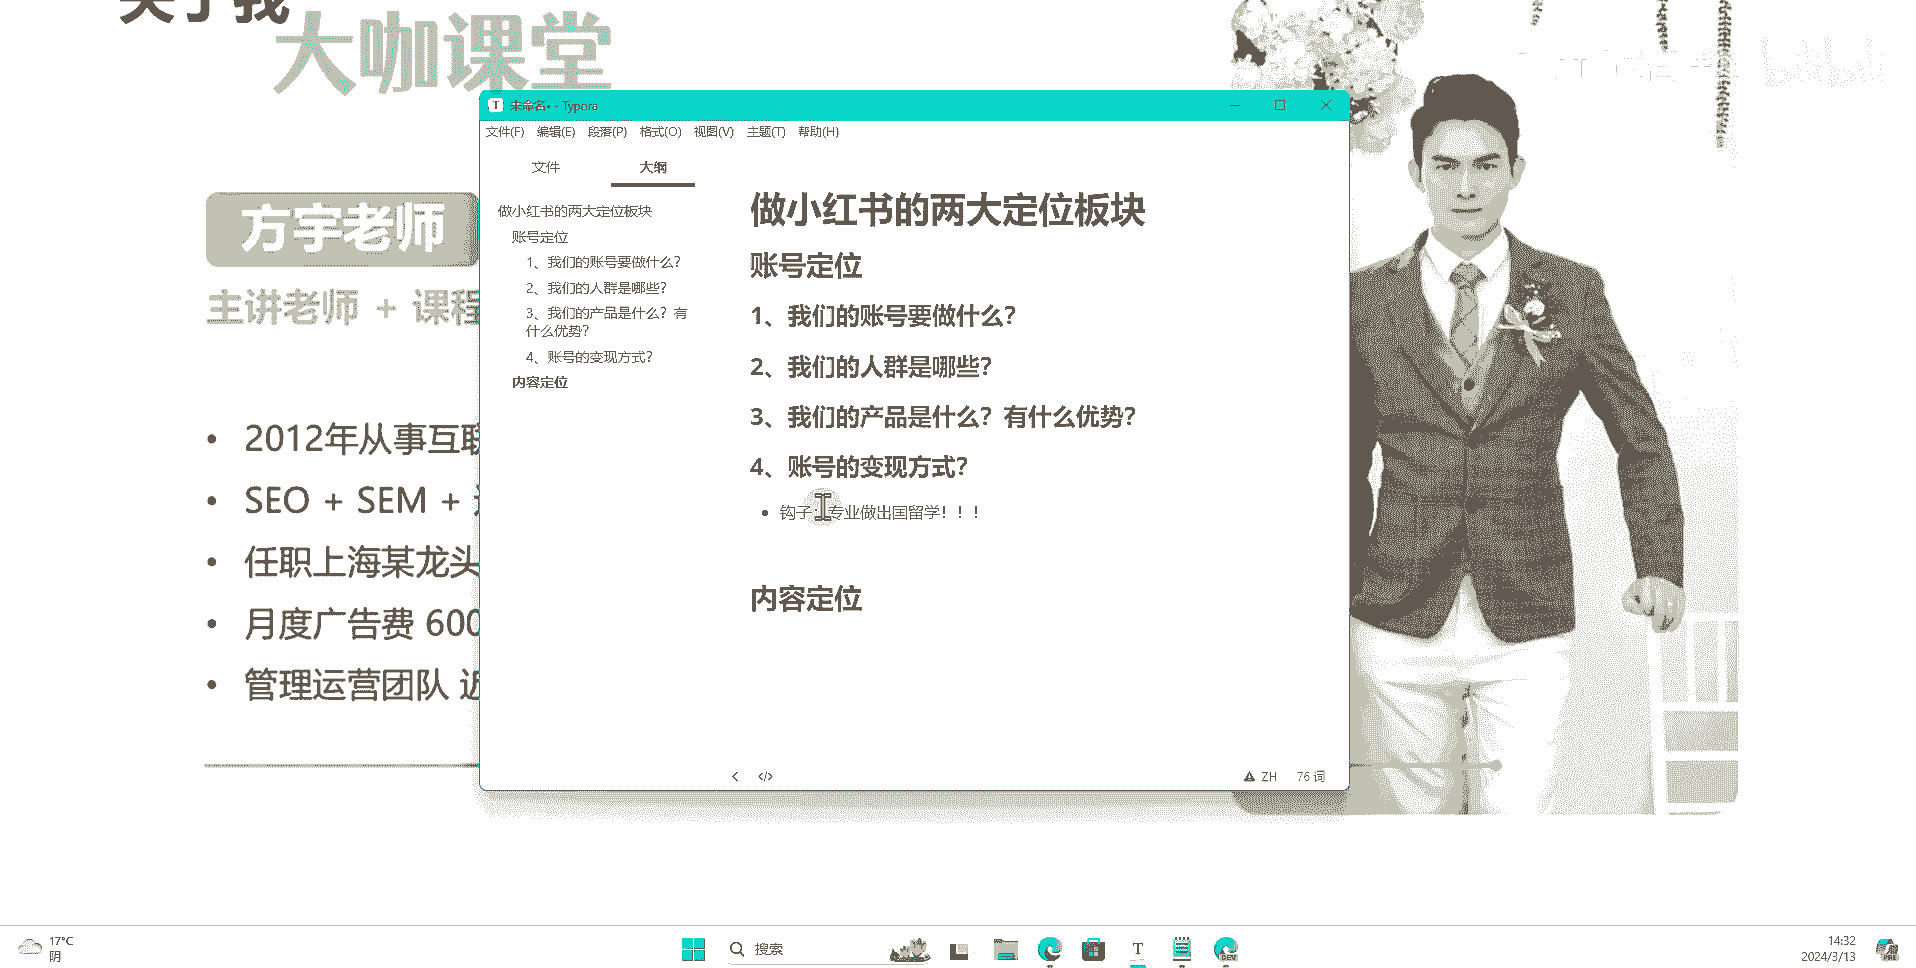 关于我
大咖课堂
方宇老师
主讲老师 + 课程
• 2012年从事互联
• SEO + SEM +
• 任职上海某龙头
• 月度广告费 600
• 管理运营团队 近
未命名• - Typora
文件(F) 编辑(E) 段落(P) 格式(O) 视图(V) 主题(T) 帮助(H)
文件 大纲
做小红书的两大定位板块
账号定位
1、我们的账号要做什么?
2、我们的人群是哪些?
3、我们的产品是什么? 有
什么优势?
4、账号的变现方式?
内容定位
做小红书的两大定位板块
账号定位
1、我们的账号要做什么?
2、我们的人群是哪些?
3、我们的产品是什么? 有什么优势?
4、账号的变现方式?
• 钩子: 专业做出国留学! ! !
内容定位
ZH 76 词
17°C
阴
搜索
T
DEV
14:32
2024/3/13
PRE
bilibili